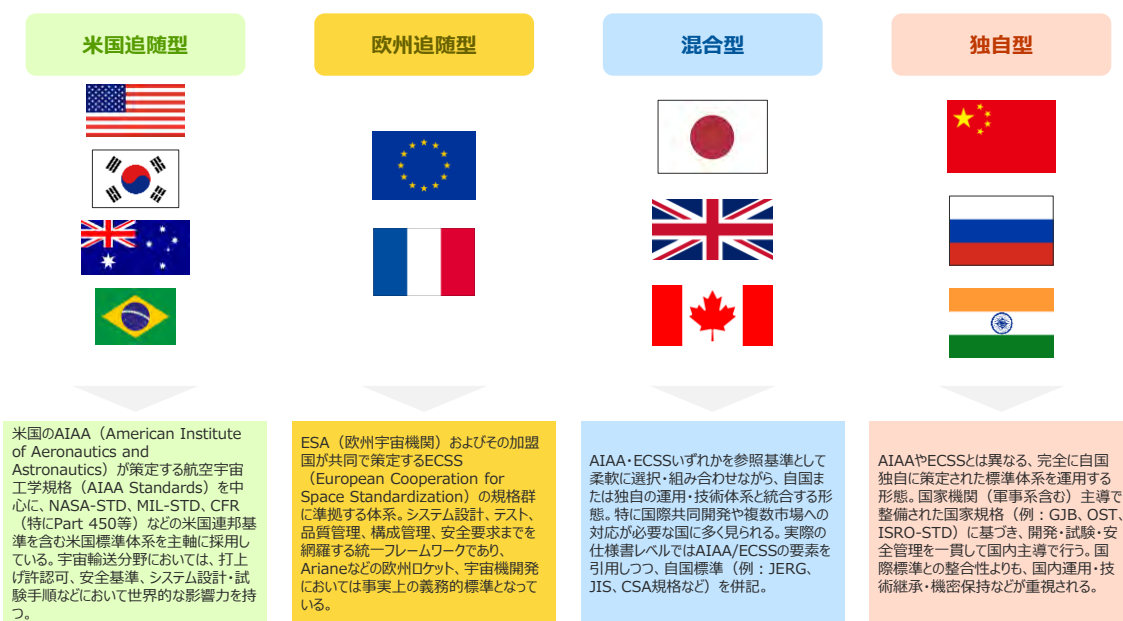 米国追随型
欧州追随型
混合型
独自型
米国のAIAA（American Institute
of Aeronautics and
Astronautics）が策定する航空宇宙
工学規格（AIAA Standards）を中
心に、NASA-STD、MIL-STD、CFR
（特にPart 450等）などの米国連邦基
準を含む米国標準体系を主軸に採用し
ている。宇宙輸送分野においては、打上
げ許認可、安全基準、システム設計・試
験手順などにおいて世界的な影響力を持
つ。
ESA（欧州宇宙機関）およびその加盟
国が共同で策定するECSS
（European Cooperation for
Space Standardization）の規格群
に準拠する体系。システム設計、テスト、
品質管理、構成管理、安全要求までを
網羅する統一フレームワークであり、
Arianeなどの欧州ロケット、宇宙機開発
においては事実上の義務的標準となって
いる。
AIAA・ECSSいずれかを参照基準として
柔軟に選択・組み合わせながら、自国ま
たは独自の運用・技術体系と統合する形
態。特に国際共同開発や複数市場への
対応が必要な国に多く見られる。実際の
仕様書レベルではAIAA/ECSSの要素を
引用しつつ、自国標準（例：JERG、
JIS、CSA規格など）を併記。
AIAAやECSSとは異なる、完全に自国
独自に策定された標準体系を運用する
形態。国家機関（軍事系含む）主導で
整備された国家規格（例：GJB、OST、
ISRO-STD）に基づき、開発・試験・安
全管理を一貫して国内主導で行う。国
際標準との整合性よりも、国内運用・技
術継承・機密保持などが重視される。